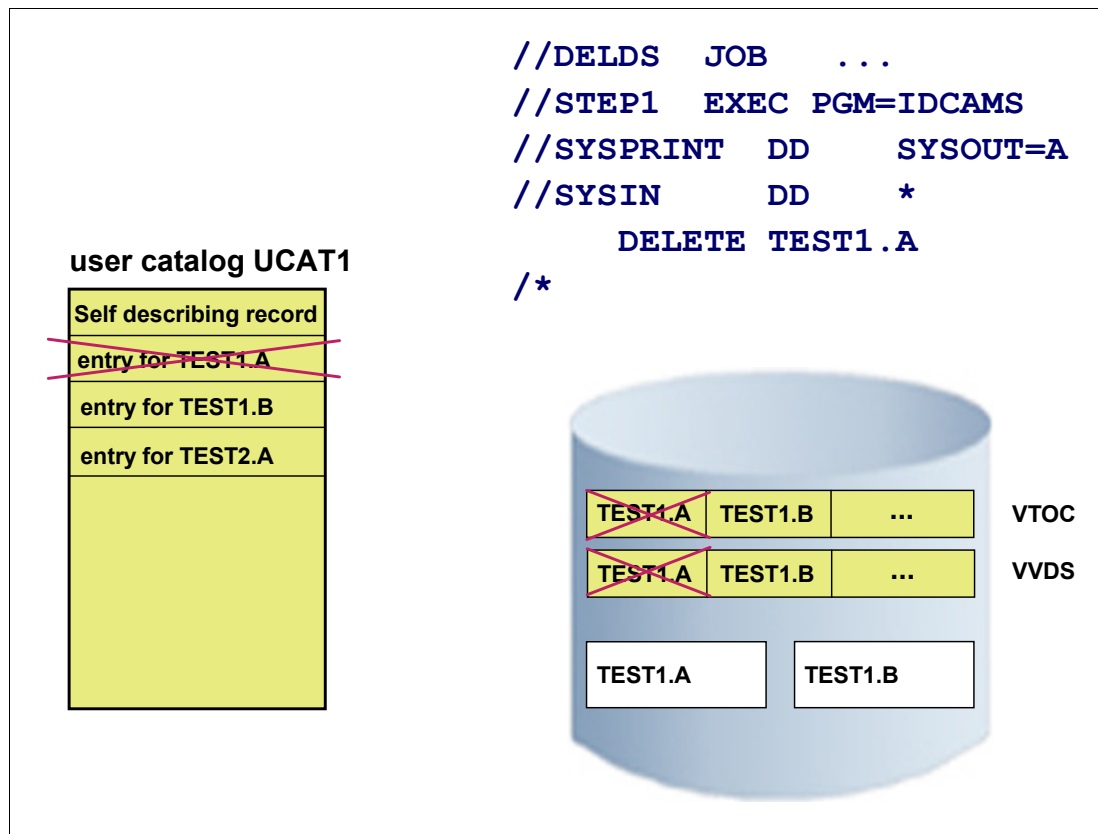 //DELDS JOB ...
//STEP1 EXEC PGM=IDCAMS
//SYSPRINT DD SYSOUT=A
//SYSIN DD *
DELETE TEST1.A
/*
user catalog UCAT1
Self describing record
entry for TEST1.A
entry for TEST1.B
entry for TEST2.A
TEST1.A TEST1.B ... VTOC
TEST1.A TEST1.B ... VVDS
TEST1.A TEST1.B